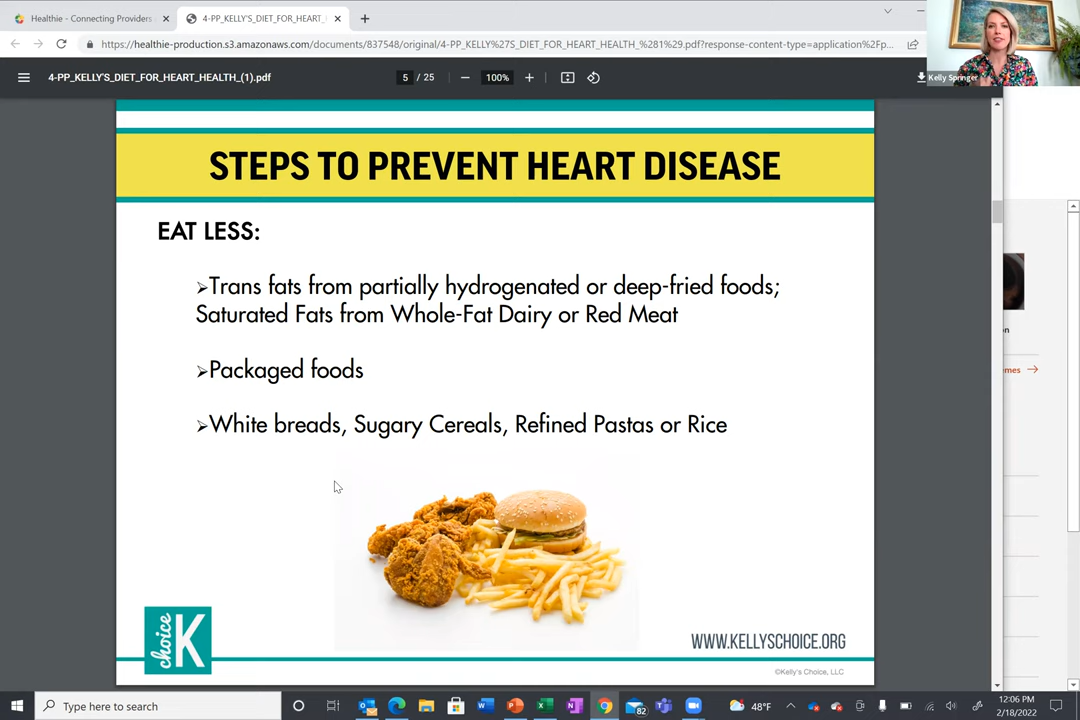 Healthie - Connecting Providers
4-PP_KELLY'S_DIET_FOR_HEART_HEALTH_
https://healthie-production.s3.amazonaws.com/documents/837548/original/4-PP_KELLY%27S_DIET_FOR_HEART_HEALTH_%281%29.pdf?response-content-type=application%2Fp...
4-PP_KELLY'S_DIET_FOR_HEART_HEALTH_(1).pdf
5 / 25
100%
Kelly Springer
STEPS TO PREVENT HEART DISEASE
EAT LESS:
➢Trans fats from partially hydrogenated or deep-fried foods;
Saturated Fats from Whole-Fat Dairy or Red Meat
➢Packaged foods
➢White breads, Sugary Cereals, Refined Pastas or Rice
choice K
WWW.KELLYSCHOICE.ORG
©Kelly's Choice, LLC
on
mes →
Type here to search
82
48°F
12:06 PM
2/18/2022